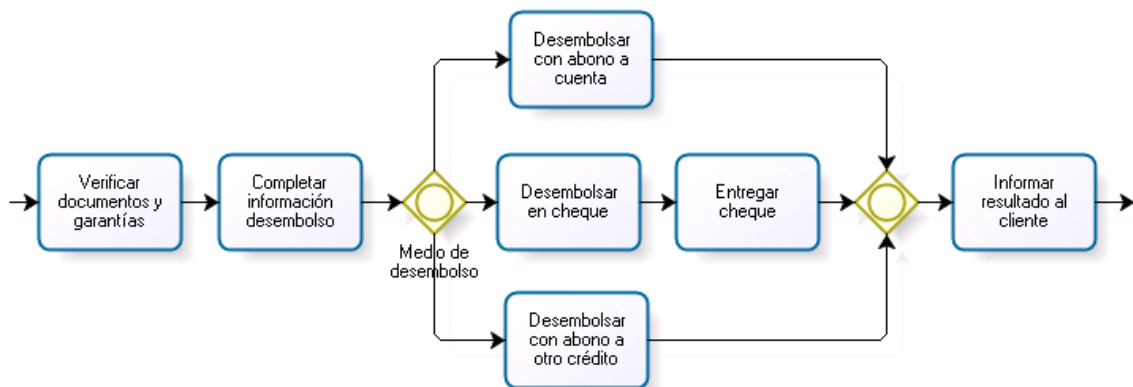 Desembolsar
con abono a
cuenta
Verificar
documentos y
garantías
Completar
información
desembolso
Medio de
desembolso
Desembolsar
en cheque
Entregar
cheque
Informar
resultado al
cliente
Desembolsar
con abono a
otro crédito